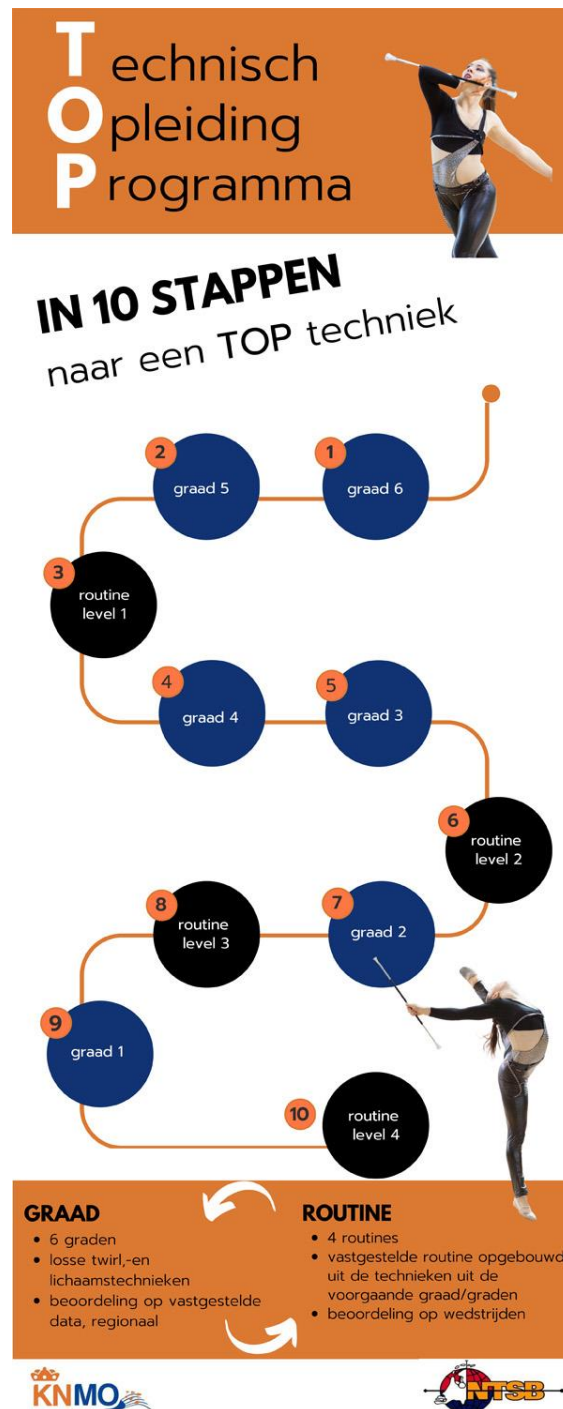 Technisch
Opleiding
Programma
IN 10 STAPPEN
naar een TOP techniek
1
graad 6
2
graad 5
3
routine
level 1
4
graad 4
5
graad 3
6
routine
level 2
7
graad 2
8
routine
level 3
9
graad 1
10
routine
level 4
GRAAD
• 6 graden
• losse twirl,-en
lichaamstechnieken
• beoordeling op vastgestelde
data, regionaal
ROUTINE
• 4 routines
• vastgestelde routine opgebouwd
uit de technieken uit de
voorgaande graad/graden
• beoordeling op wedstrijden
KNMO
NTSB